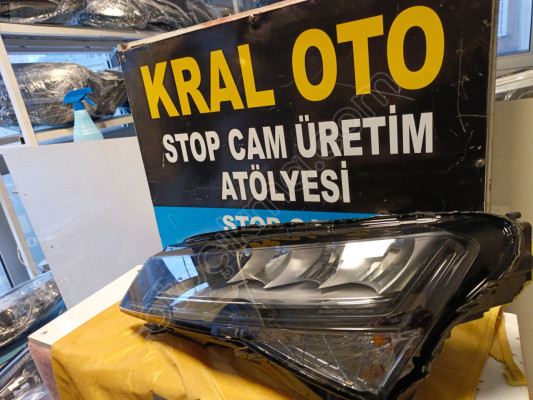 KRAL OTO
STOP CAM ÜRETİM
ATÖLYESİ